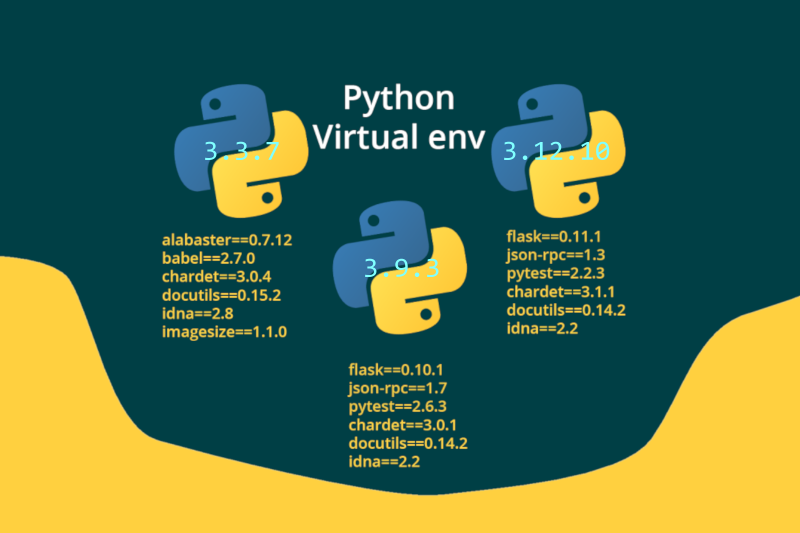 Python
Virtual env
3.3.7
3.12.10
alabaster==0.7.12
babel==2.7.0
chardet==3.0.4
docutils==0.15.2
idna==2.8
imagesize==1.1.0
3.9.3
flask==0.10.1
json-rpc==1.7
pytest==2.6.3
chardet==3.0.1
docutils==0.14.2
idna==2.2
flask==0.11.1
json-rpc==1.3
pytest==2.2.3
chardet==3.1.1
docutils==0.14.2
idna==2.2